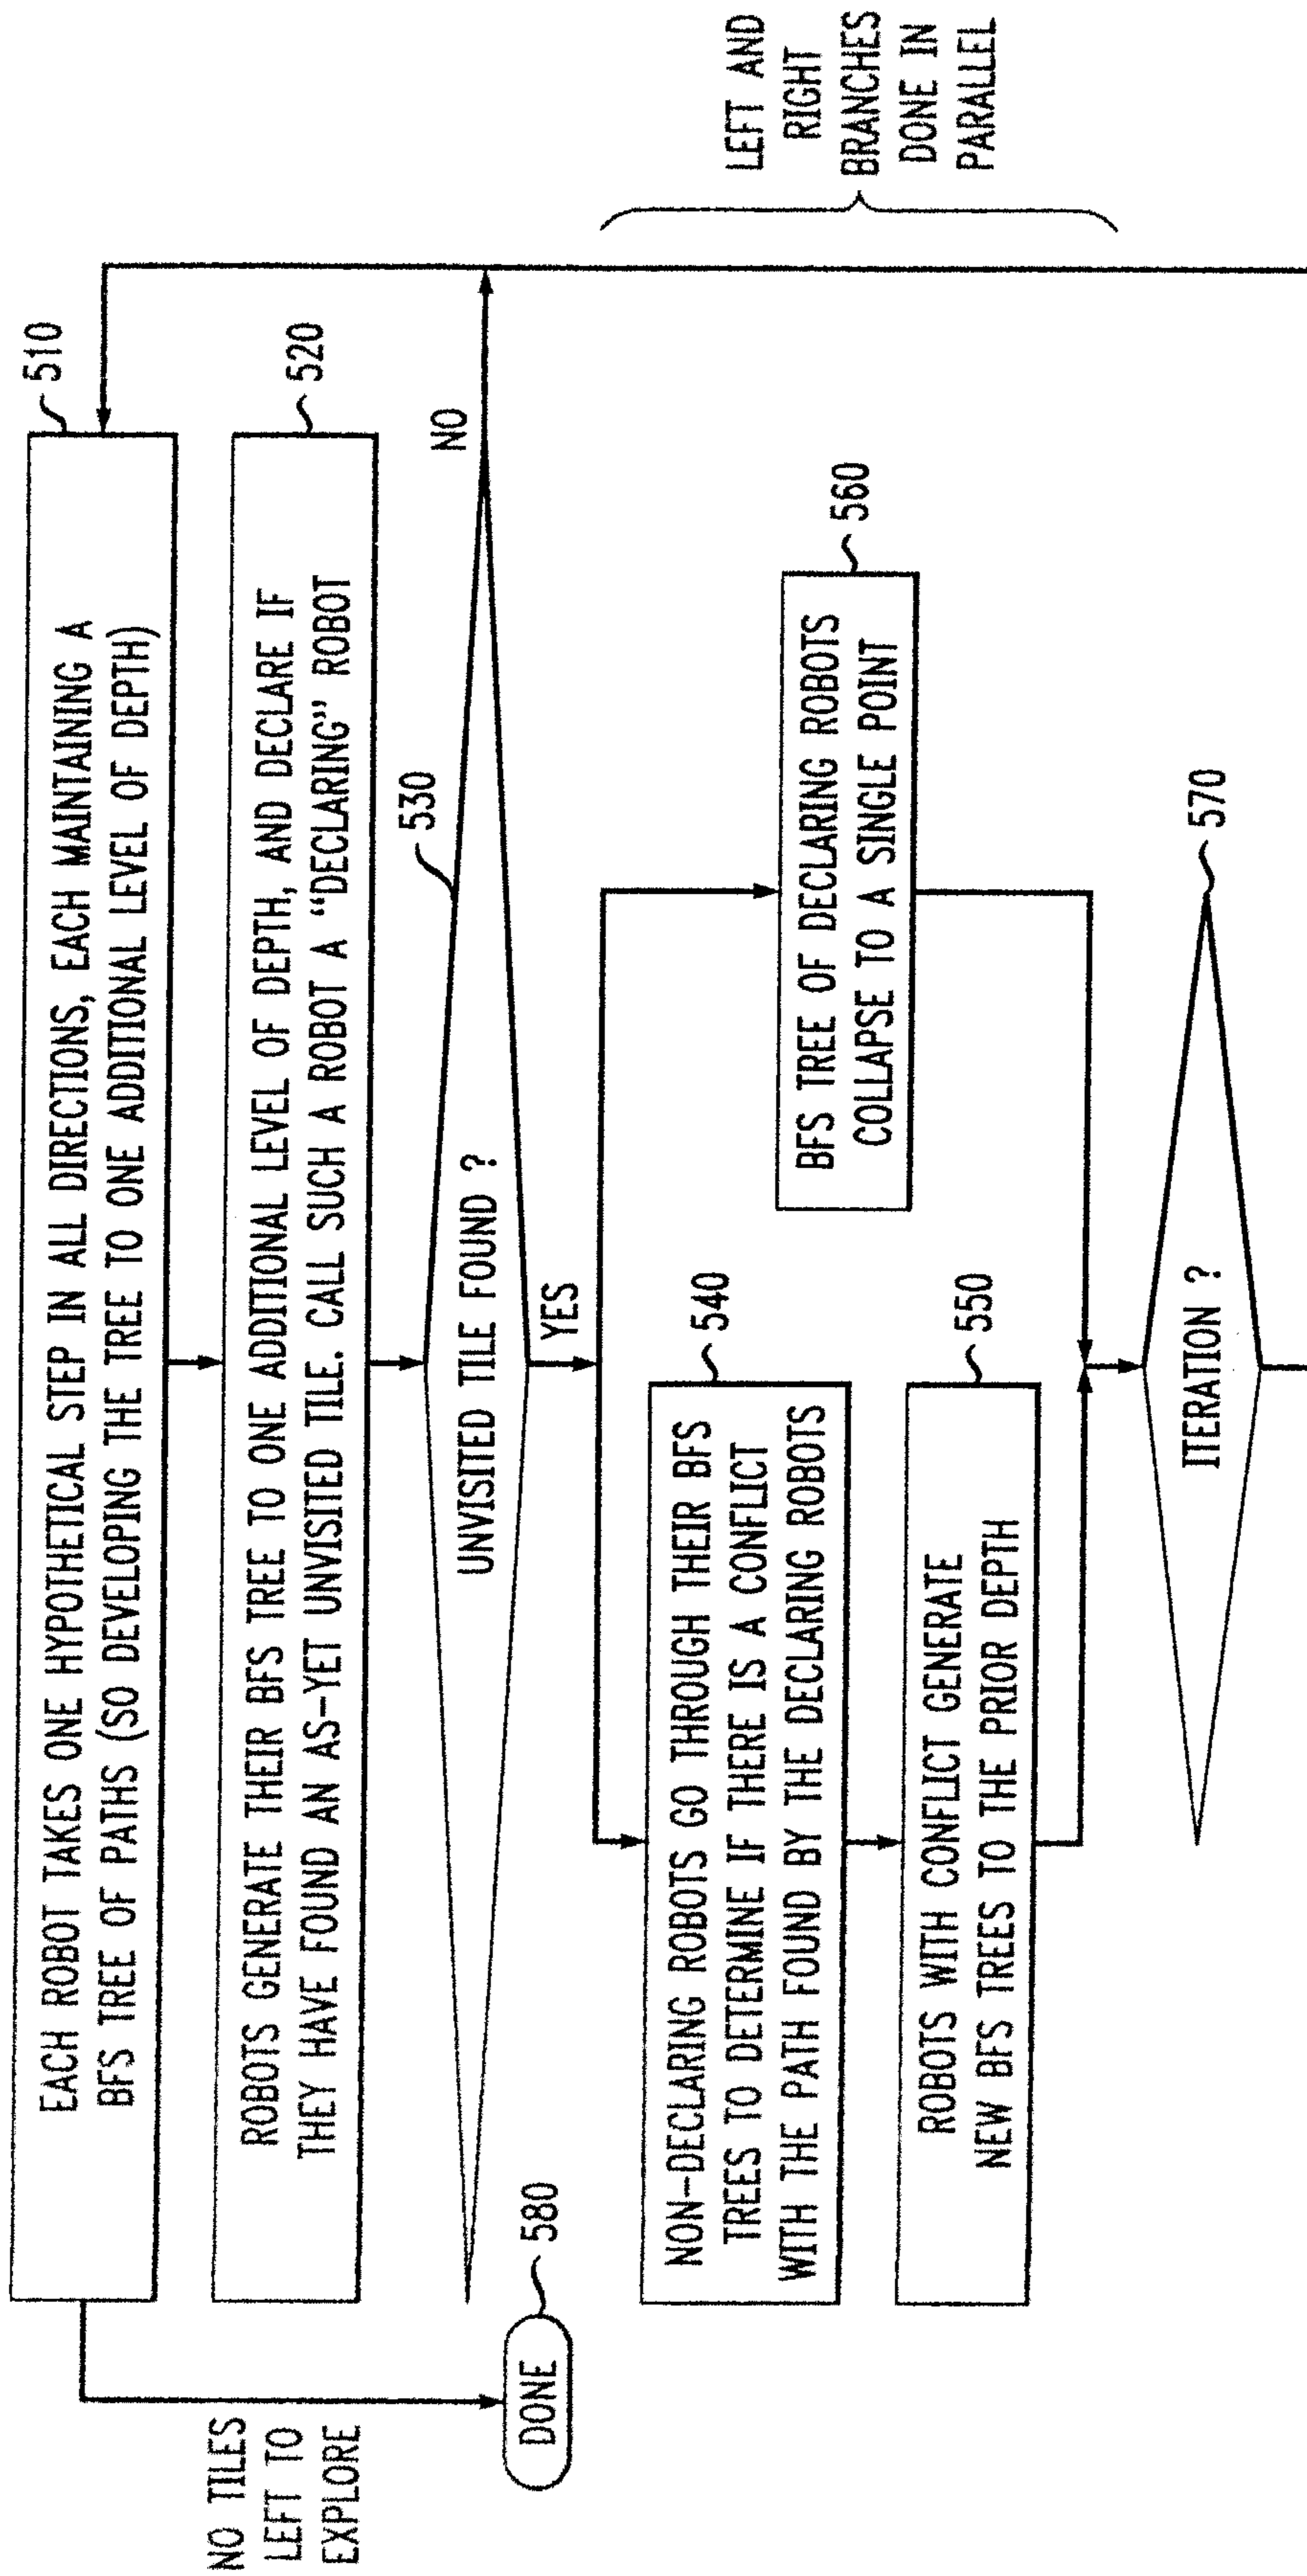 510
EACH ROBOT TAKES ONE HYPOTHETICAL STEP IN ALL DIRECTIONS, EACH MAINTAINING A
BFS TREE OF PATHS (SO DEVELOPING THE TREE TO ONE ADDITIONAL LEVEL OF DEPTH)
NO TILES
LEFT TO
EXPLORE
520
ROBOTS GENERATE THEIR BFS TREE TO ONE ADDITIONAL LEVEL OF DEPTH, AND DECLARE IF
THEY HAVE FOUND AN AS-YET UNVISITED TILE. CALL SUCH A ROBOT A “DECLARING” ROBOT
530
NO
UNVISITED TILE FOUND ?
580
DONE
YES
540
NON-DECLARING ROBOTS GO THROUGH THEIR BFS
TREES TO DETERMINE IF THERE IS A CONFLICT
WITH THE PATH FOUND BY THE DECLARING ROBOTS
560
BFS TREE OF DECLARING ROBOTS
COLLAPSE TO A SINGLE POINT
LEFT AND
RIGHT
BRANCHES
DONE IN
PARALLEL
550
ROBOTS WITH CONFLICT GENERATE
NEW BFS TREES TO THE PRIOR DEPTH
570
ITERATION ?